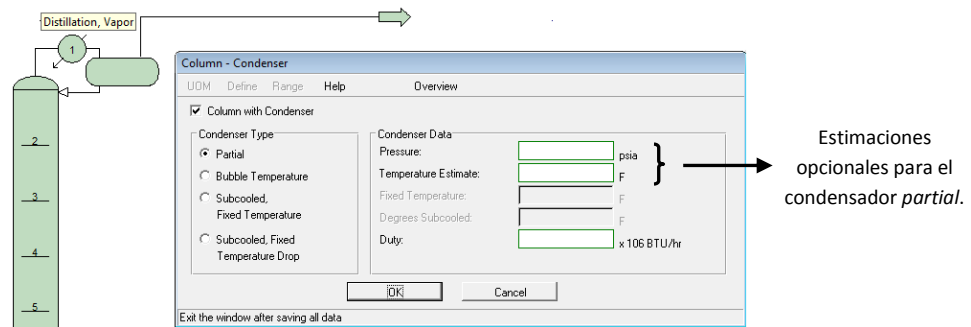 Distillation, Vapor
1
2
3
4
5
Column - Condenser
UOM Define Range Help Overview
Column with Condenser
Condenser Type
Partial
Bubble Temperature
Subcooled,
Fixed Temperature
Subcooled, Fixed
Temperature Drop
Condenser Data
Pressure: psia
Temperature Estimate: F
Fixed Temperature: F
Degrees Subcooled: F
Duty: x 106 BTU/hr
OK Cancel
Exit the window after saving all data
Estimaciones
opcionales para el
condensador partial.